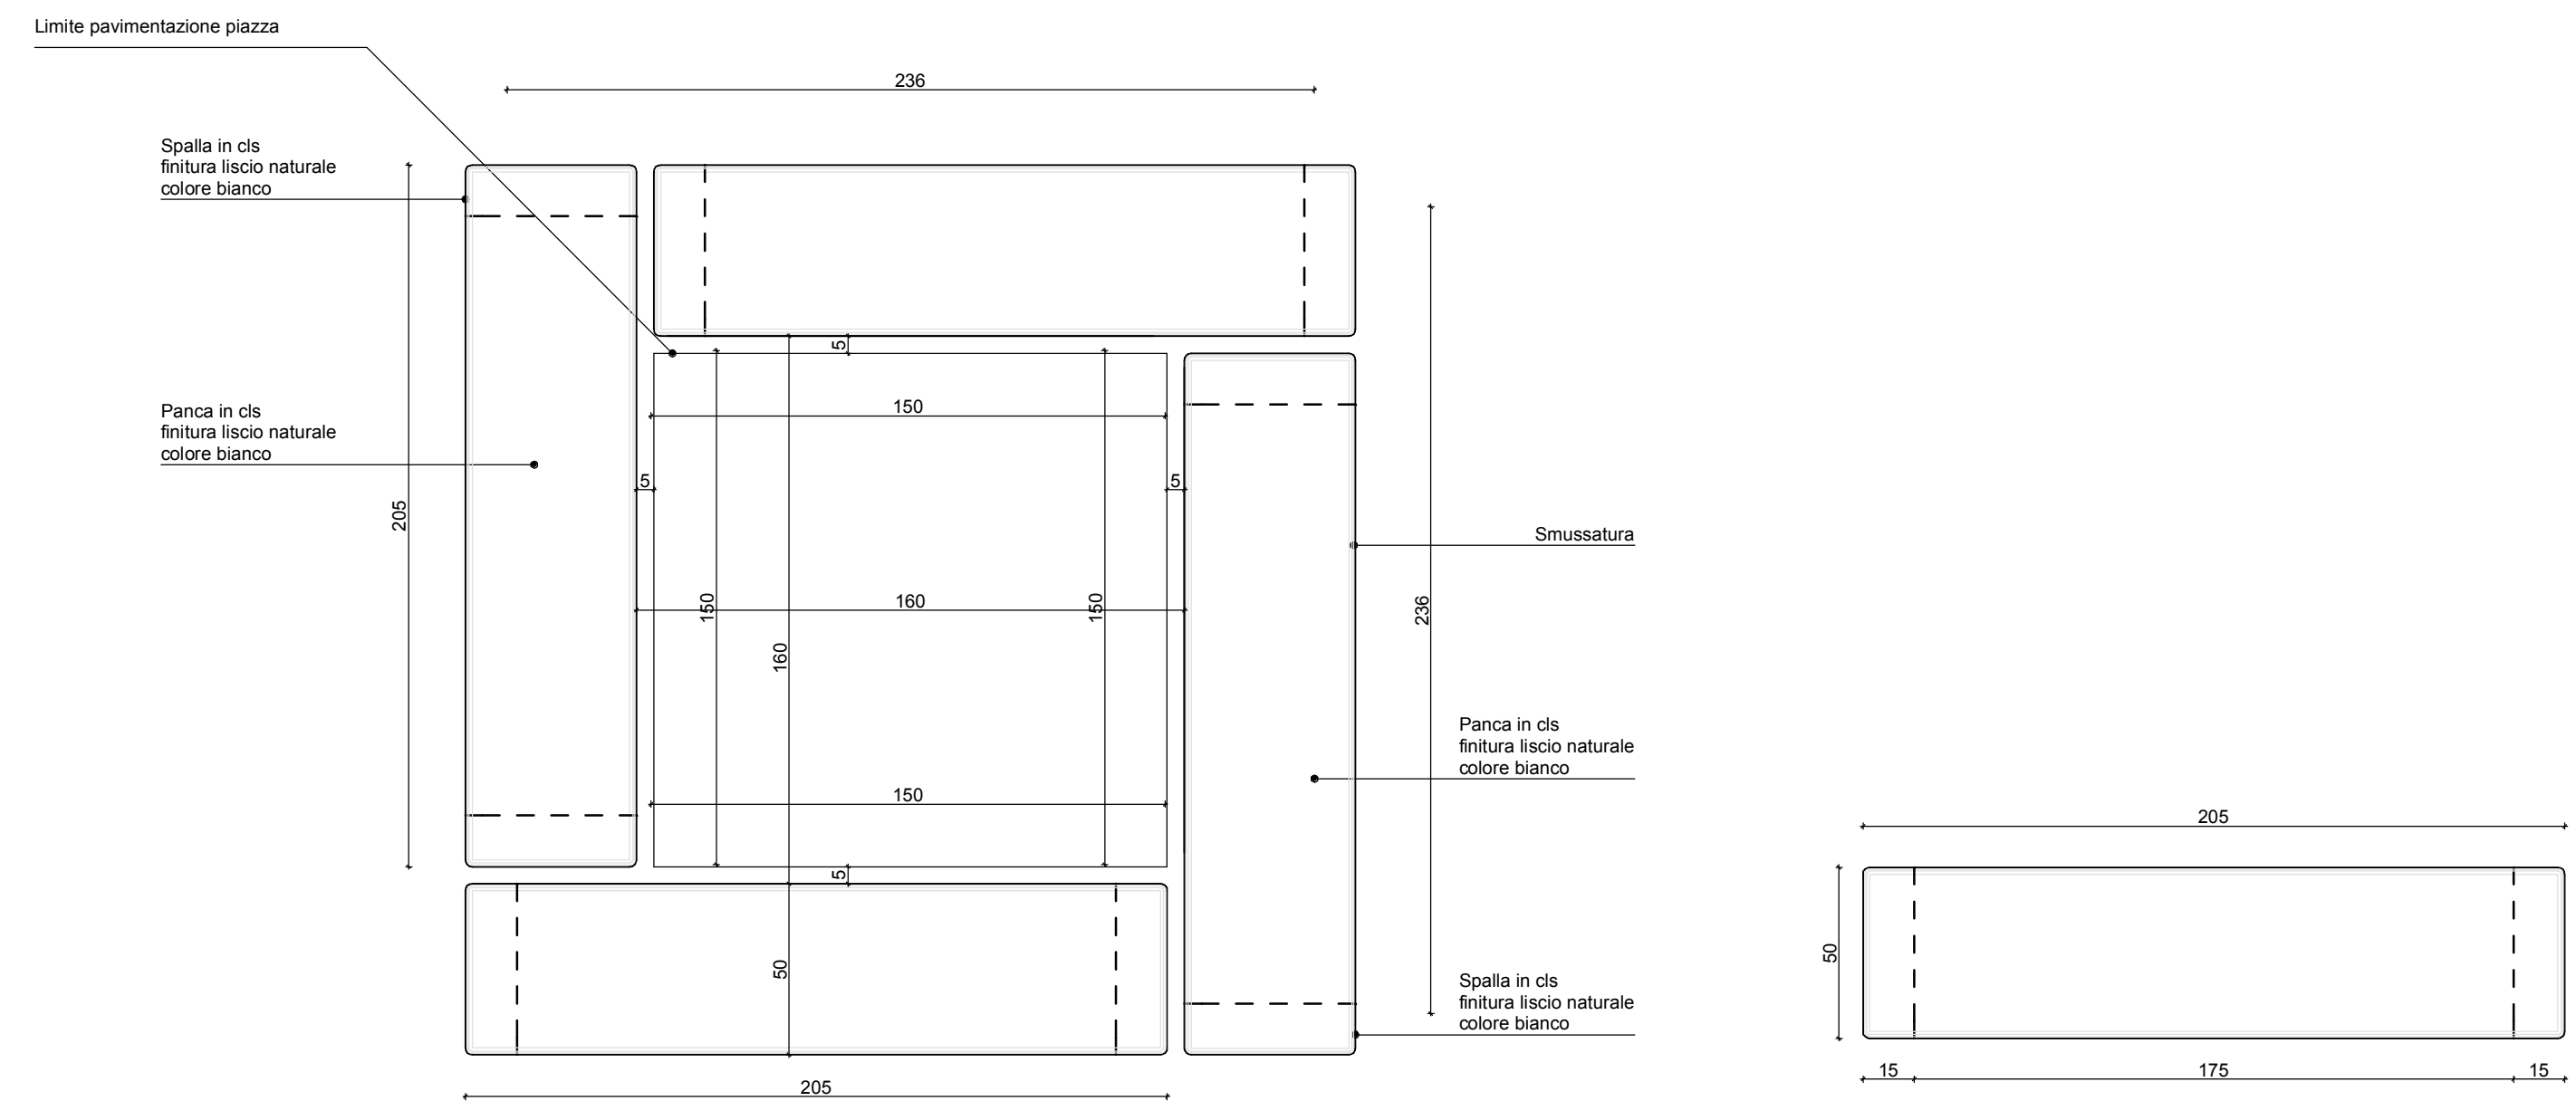 Limite pavimentazione piazza
236
Spalla in cls
finitura liscio naturale
colore bianco
5
Panca in cls
finitura liscio naturale
colore bianco
150
5
5
205
Smussatura
150
160
150
236
160
Panca in cls
finitura liscio naturale
colore bianco
150
205
5
50
50
Spalla in cls
finitura liscio naturale
colore bianco
15
175
15
205